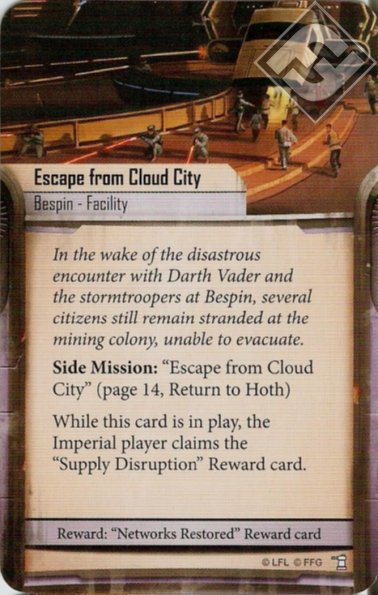 Escape from Cloud City
Bespin - Facility
In the wake of the disastrous
encounter with Darth Vader and
the stormtroopers at Bespin, several
citizens still remain stranded at the
mining colony, unable to evacuate.
Side Mission: “Escape from Cloud
City” (page 14, Return to Hoth)
While this card is in play, the
Imperial player claims the
“Supply Disruption” Reward card.
Reward: “Networks Restored” Reward card
© LFL © FFG